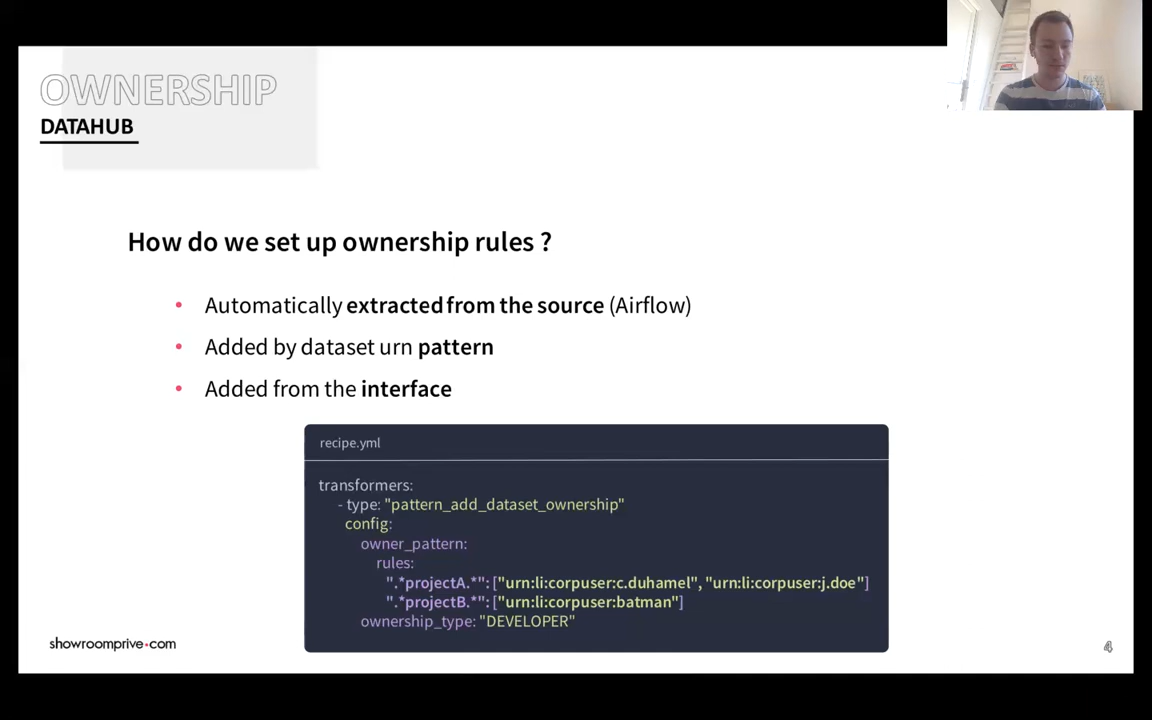 OWNERSHIP
DATAHUB
How do we set up ownership rules ?
• Automatically extracted from the source (Airflow)
• Added by dataset urn pattern
• Added from the interface
recipe.yml
transformers:
- type: "pattern_add_dataset_ownership"
config:
owner_pattern:
rules:
".*projectA.*": ["urn:li:corpuser:c.duhamel", "urn:li:corpuser:j.doe"]
".*projectB.*": ["urn:li:corpuser:batman"]
ownership_type: "DEVELOPER"
showroomprive•com
4